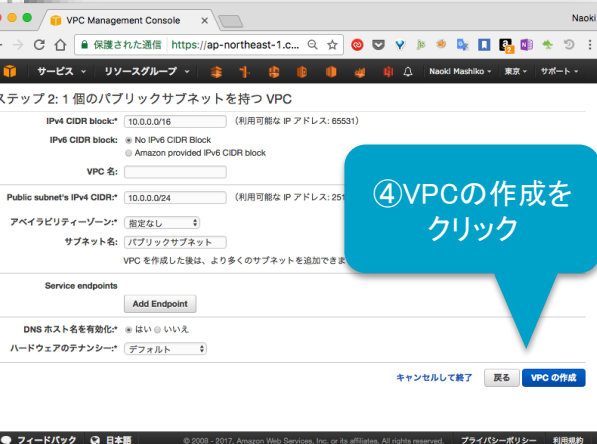 VPC Management Console
Naoki
保護された通信 https://ap-northeast-1.c...
サービス リソースグループ Naoki Mashiko 東京 サポート
ステップ 2: 1 個のパブリックサブネットを持つ VPC
IPv4 CIDR block:* 10.0.0.0/16 (利用可能な IP アドレス: 65531)
IPv6 CIDR block: No IPv6 CIDR Block
Amazon provided IPv6 CIDR block
VPC 名:
Public subnet's IPv4 CIDR:* 10.0.0.0/24 (利用可能な IP アドレス: 251
アベイラビリティーゾーン:* 指定なし
サブネット名: パブリックサブネット
VPC を作成した後は、より多くのサブネットを追加できま
Service endpoints
Add Endpoint
DNS ホスト名を有効化:* はい いいえ
ハードウェアのテナンシー:* デフォルト
④VPCの作成を
クリック
キャンセルして終了 戻る VPC の作成
フィードバック 日本語 © 2008 - 2017, Amazon Web Services, Inc. or its affiliates. All rights reserved. プライバシーポリシー 利用規約